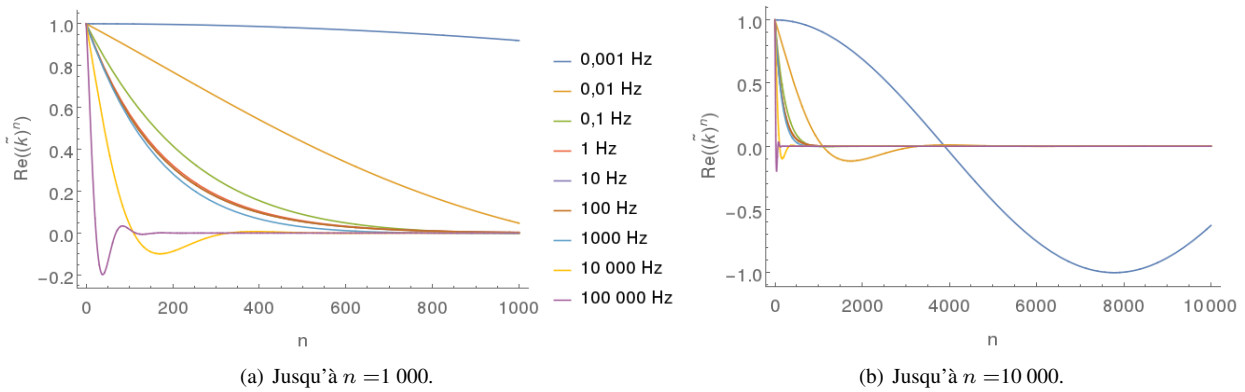 1.0
0.8
0.6
0.4
0.2
0.0
−0.2
Re((k̃)ⁿ)
0
200
400
600
800
1000
n
0,001 Hz
0,01 Hz
0,1 Hz
1 Hz
10 Hz
100 Hz
1000 Hz
10 000 Hz
100 000 Hz
(a) Jusqu'à n =1 000.
1.0
0.5
0.0
−0.5
−1.0
Re((k̃)ⁿ)
0
2000
4000
6000
8000
10000
n
(b) Jusqu'à n =10 000.